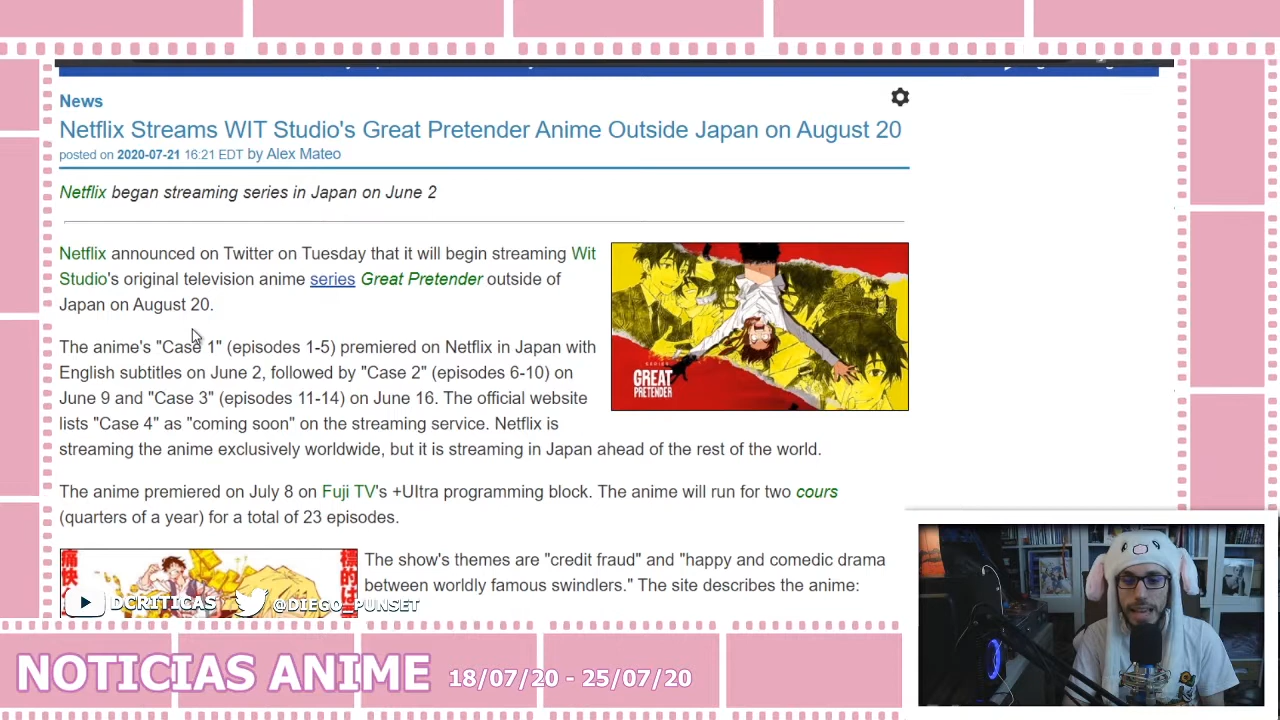 News
Netflix Streams WIT Studio's Great Pretender Anime Outside Japan on August 20
posted on 2020-07-21 16:21 EDT by Alex Mateo
Netflix began streaming series in Japan on June 2
Netflix announced on Twitter on Tuesday that it will begin streaming Wit
Studio's original television anime series Great Pretender outside of
Japan on August 20.
The anime's "Case 1" (episodes 1-5) premiered on Netflix in Japan with
English subtitles on June 2, followed by "Case 2" (episodes 6-10) on
June 9 and "Case 3" (episodes 11-14) on June 16. The official website
lists "Case 4" as "coming soon" on the streaming service. Netflix is
streaming the anime exclusively worldwide, but it is streaming in Japan ahead of the rest of the world.
SERIES
GREAT
PRETENDER
The anime premiered on July 8 on Fuji TV's +Ultra programming block. The anime will run for two cours
(quarters of a year) for a total of 23 episodes.
The show's themes are "credit fraud" and "happy and comedic drama
between worldly famous swindlers." The site describes the anime:
DCRITICAS @DIEGO_PUNSET
NOTICIAS ANIME 18/07/20 - 25/07/20